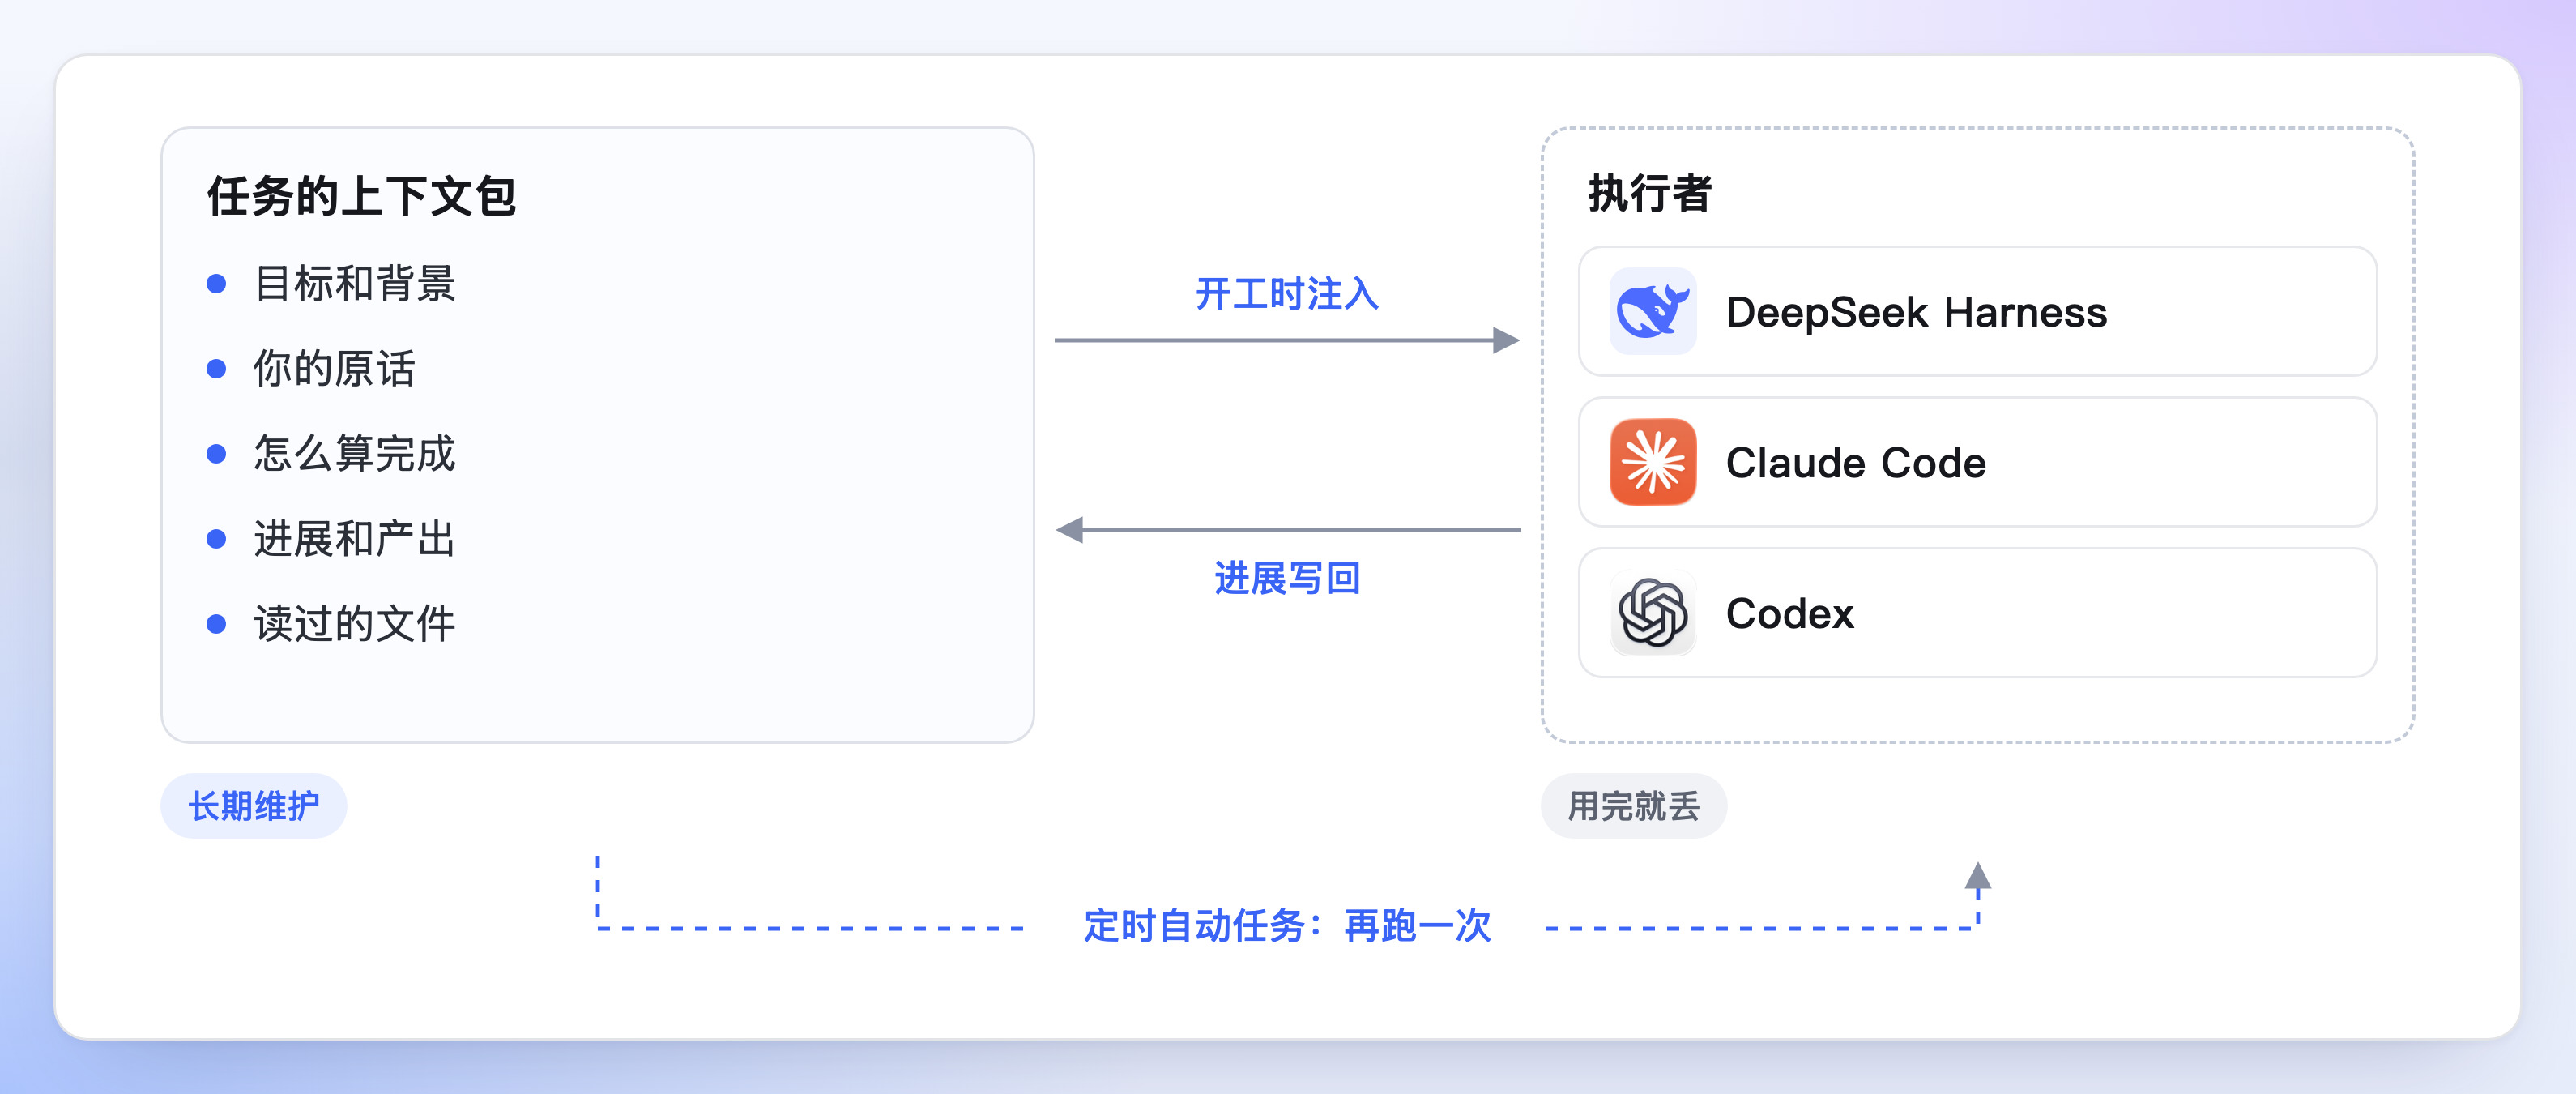 任务的上下文包
目标和背景
你的原话
怎么算完成
进展和产出
读过的文件
长期维护
开工时注入
进展写回
执行者
DeepSeek Harness
Claude Code
Codex
用完就丢
定时自动任务：再跑一次